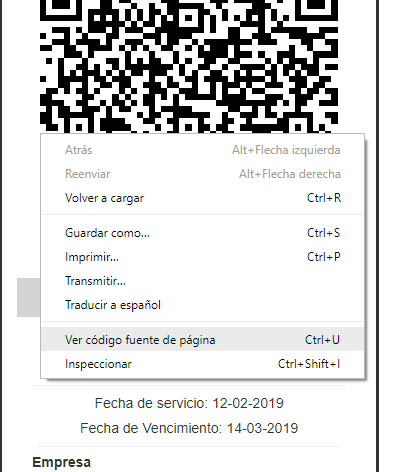 Atrás Alt+Flecha izquierda
Reenviar Alt+Flecha derecha
Volver a cargar Ctrl+R
Guardar como... Ctrl+S
Imprimir... Ctrl+P
Transmitir...
Traducir a español
Ver código fuente de página Ctrl+U
Inspeccionar Ctrl+Shift+I
Fecha de servicio: 12-02-2019
Fecha de Vencimiento: 14-03-2019
Empresa